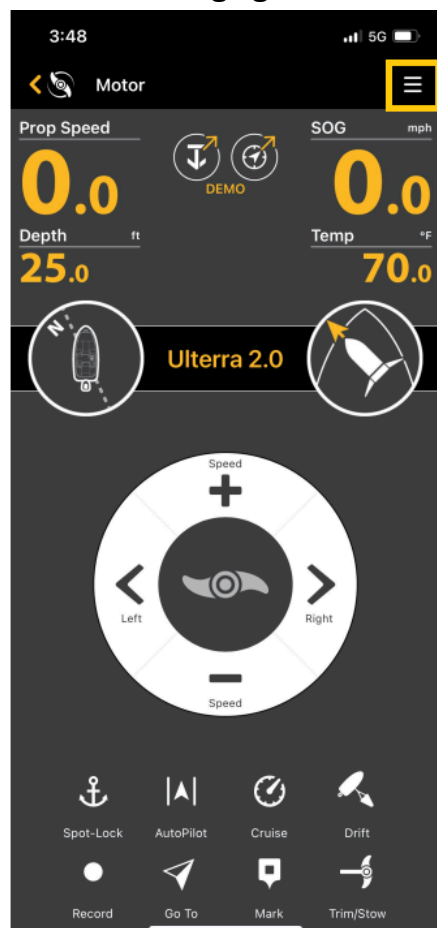 3:48 5G
Motor
Prop Speed SOG mph
0.0 0.0
DEMO
Depth ft Temp °F
25.0 70.0
N
Ulterra 2.0
Speed
Left Right
Speed
Spot-Lock AutoPilot Cruise Drift
Record Go To Mark Trim/Stow